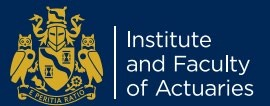 Institute
and Faculty
of Actuaries
E PERITIA RATIO